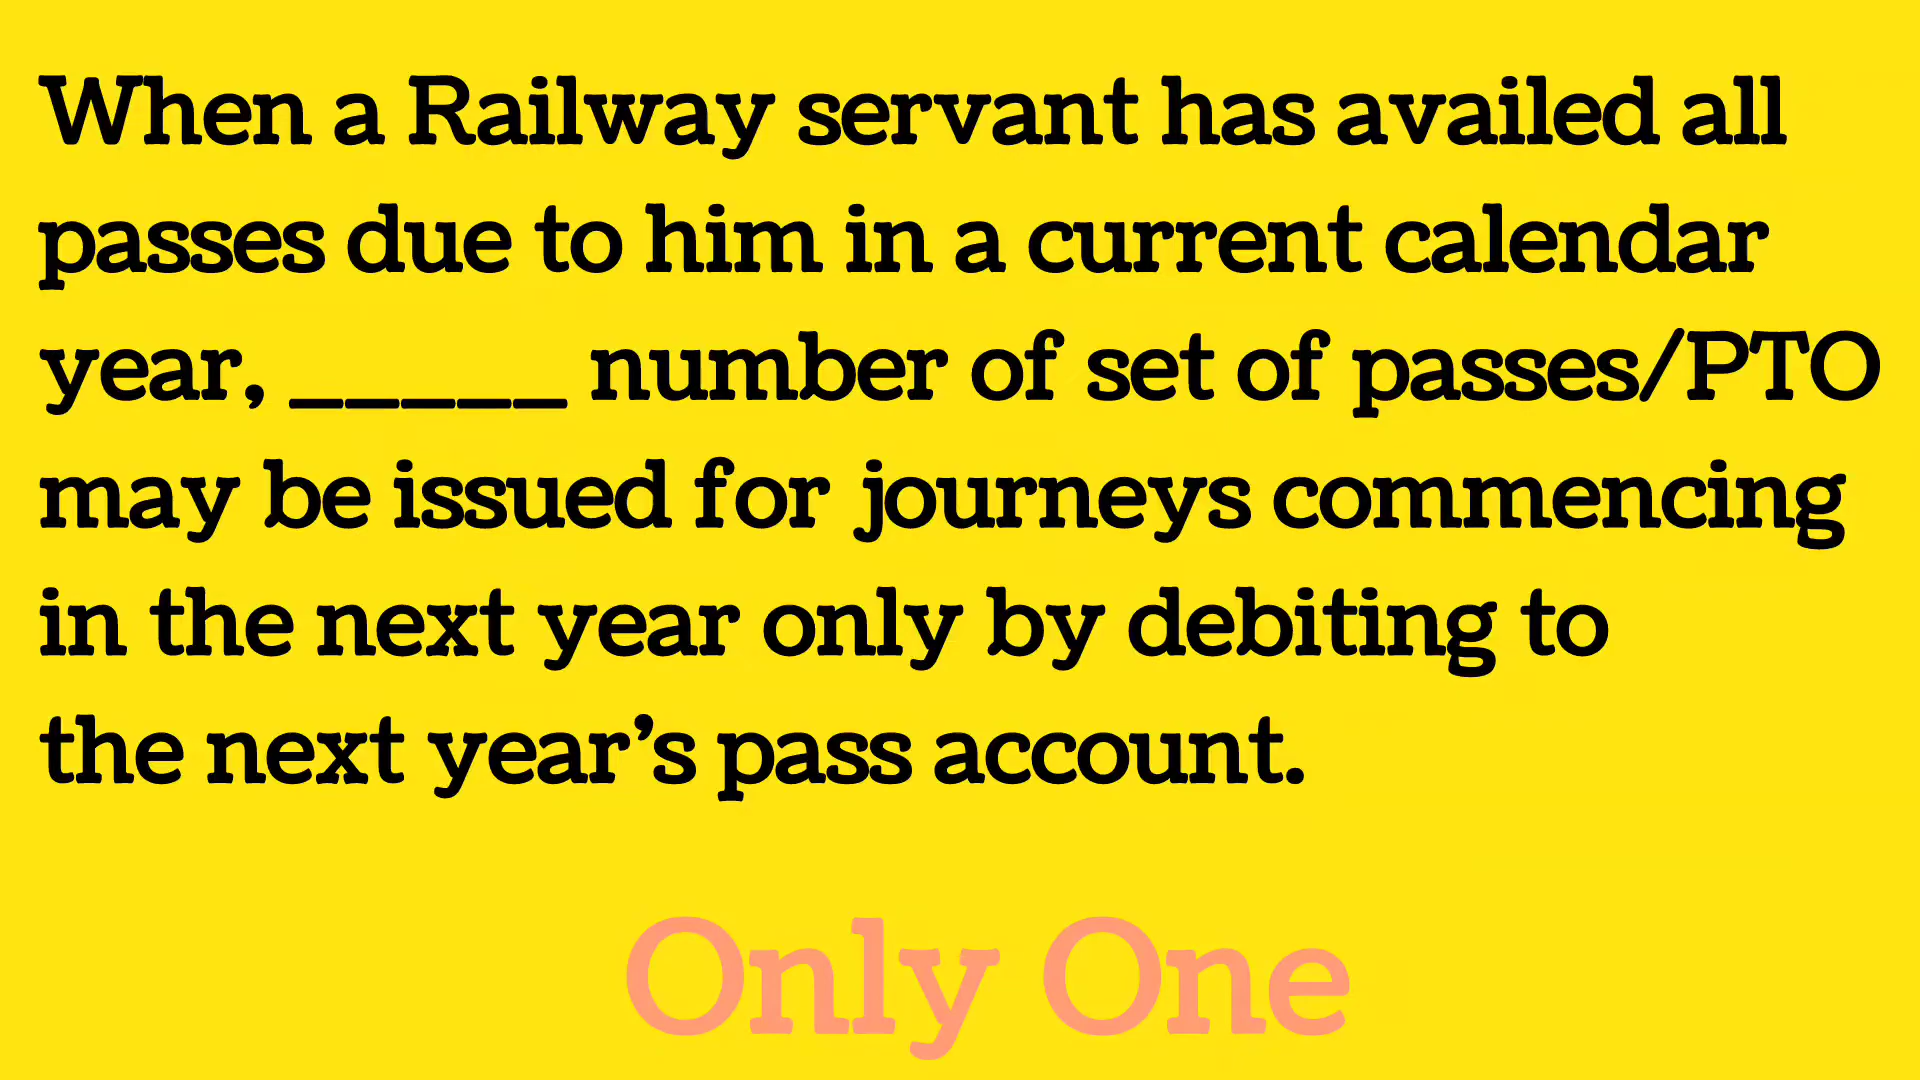 When a Railway servant has availed all
passes due to him in a current calendar
year, _____ number of set of passes/PTO
may be issued for journeys commencing
in the next year only by debiting to
the next year’s pass account.
Only One